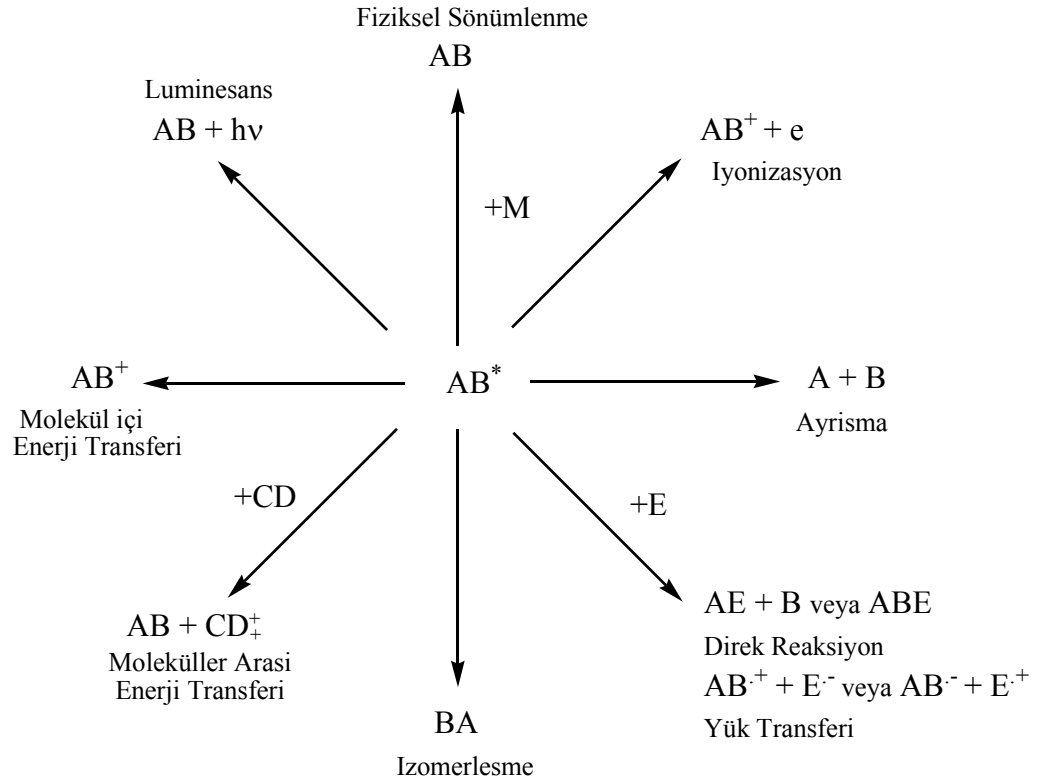 Fiziksel Sönümlenme
AB
Luminesans
AB + hν
AB⁺ + e
Iyonizasyon
+M
AB⁺
Molekül içi
Enerji Transferi
AB*
A + B
Ayrisma
+CD
+E
AB + CD⁺₊
Moleküller Arasi
Enerji Transferi
AE + B veya ABE
Direk Reaksiyon
AB·⁺ + E·⁻ veya AB·⁻ + E·⁺
Yük Transferi
BA
Izomerlesme